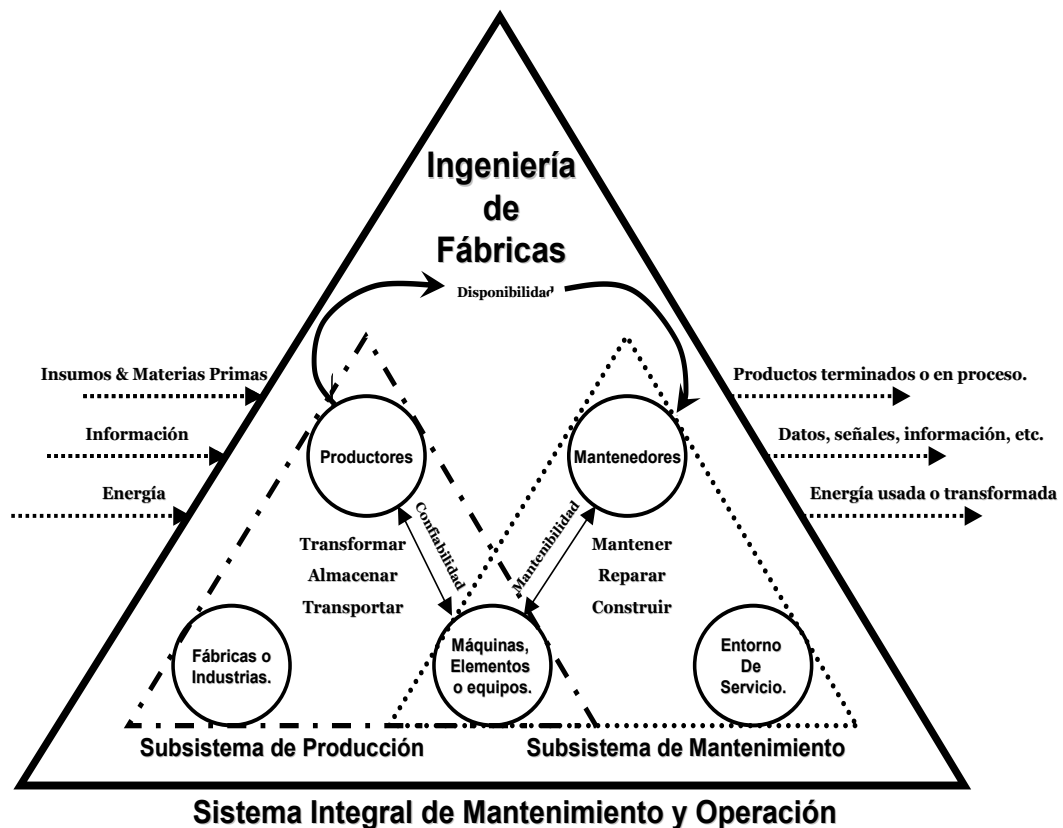 Ingeniería
de
Fábricas
Disponibilidad
Insumos & Materias Primas
Información
Energía
Productos terminados o en proceso.
Datos, señales, información, etc.
Energía usada o transformada
Productores
Mantenedores
Confiabilidad
Mantenibilidad
Transformar
Almacenar
Transportar
Mantener
Reparar
Construir
Fábricas o
Industrias.
Máquinas,
Elementos
o equipos.
Entorno
De
Servicio.
Subsistema de Producción
Subsistema de Mantenimiento
Sistema Integral de Mantenimiento y Operación